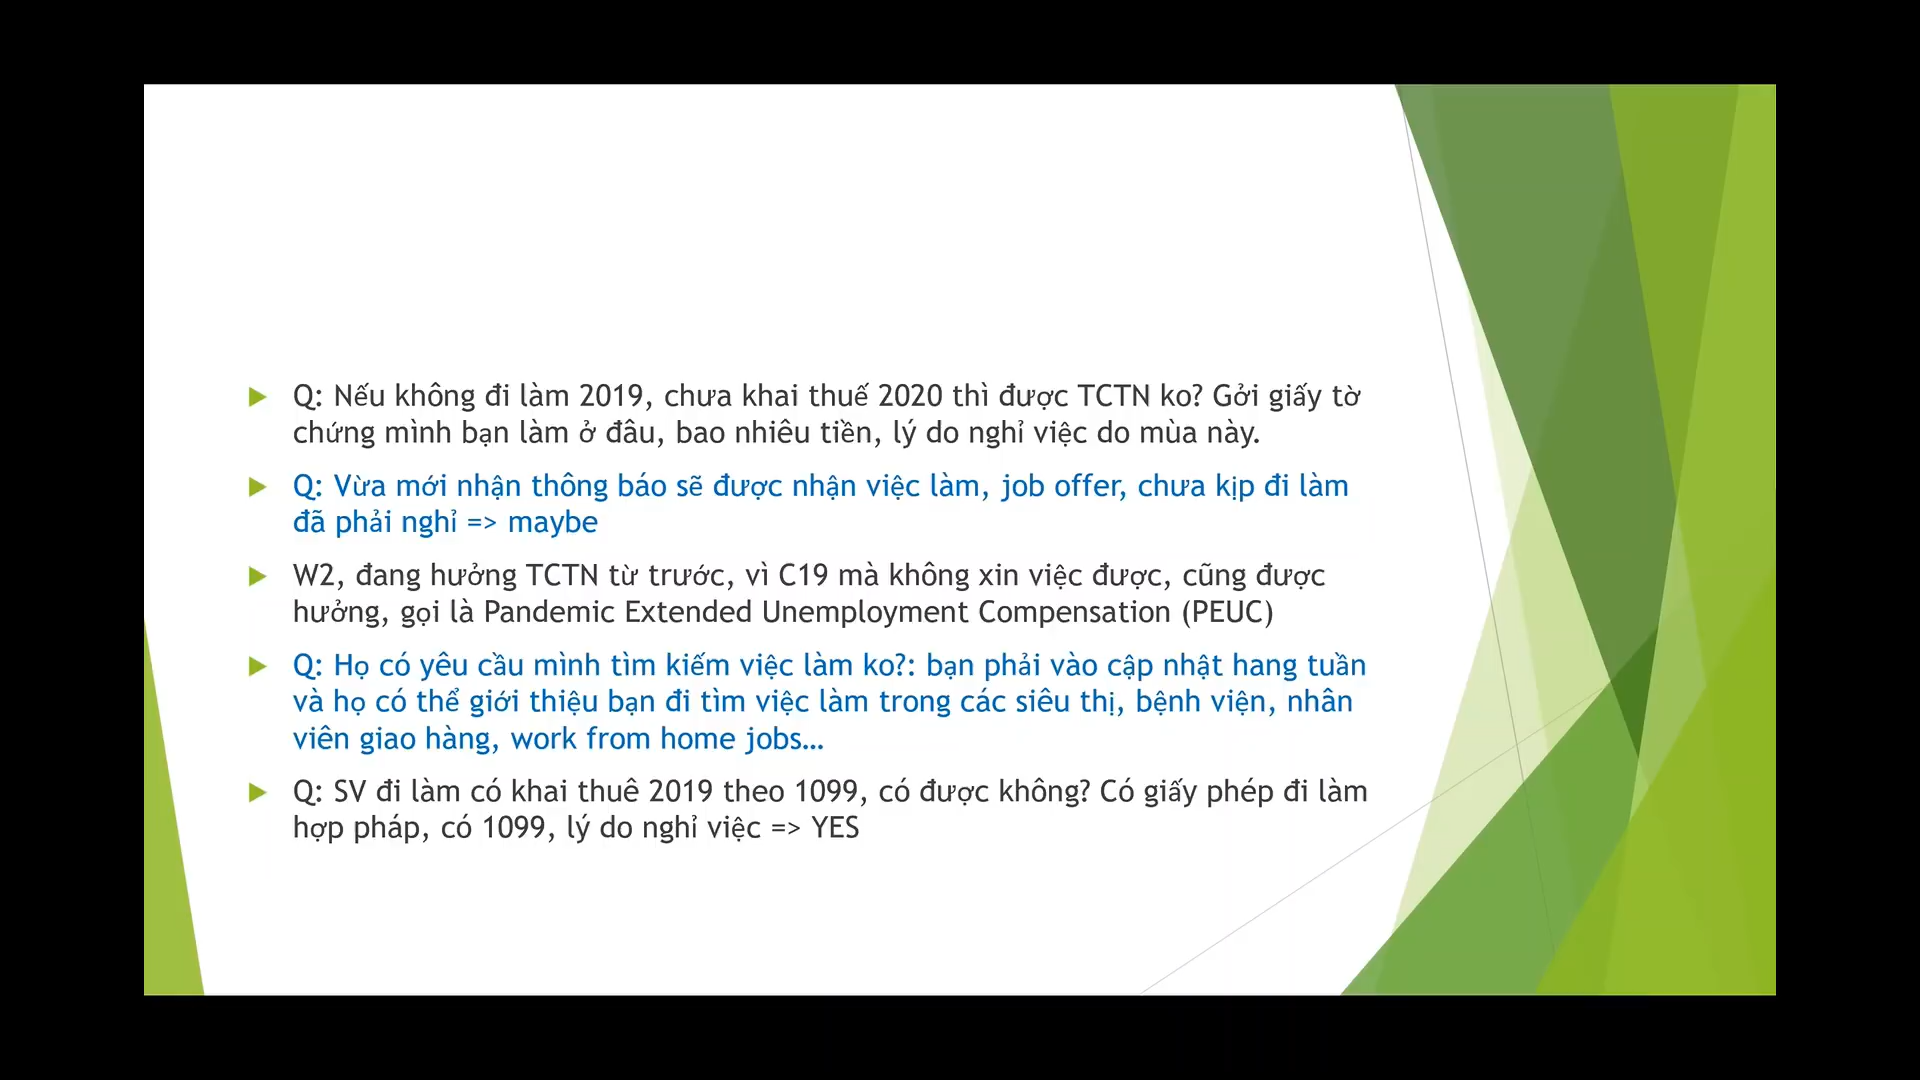 Q: Nếu không đi làm 2019, chưa khai thuế 2020 thì được TCTN ko? Gởi giấy tờ
chứng mình bạn làm ở đâu, bao nhiêu tiền, lý do nghỉ việc do mùa này.
Q: Vừa mới nhận thông báo sẽ được nhận việc làm, job offer, chưa kịp đi làm
đã phải nghỉ => maybe
W2, đang hưởng TCTN từ trước, vì C19 mà không xin việc được, cũng được
hưởng, gọi là Pandemic Extended Unemployment Compensation (PEUC)
Q: Họ có yêu cầu mình tìm kiếm việc làm ko?: bạn phải vào cập nhật hang tuần
và họ có thể giới thiệu bạn đi tìm việc làm trong các siêu thị, bệnh viện, nhân
viên giao hàng, work from home jobs…
Q: SV đi làm có khai thuê 2019 theo 1099, có được không? Có giấy phép đi làm
hợp pháp, có 1099, lý do nghỉ việc => YES